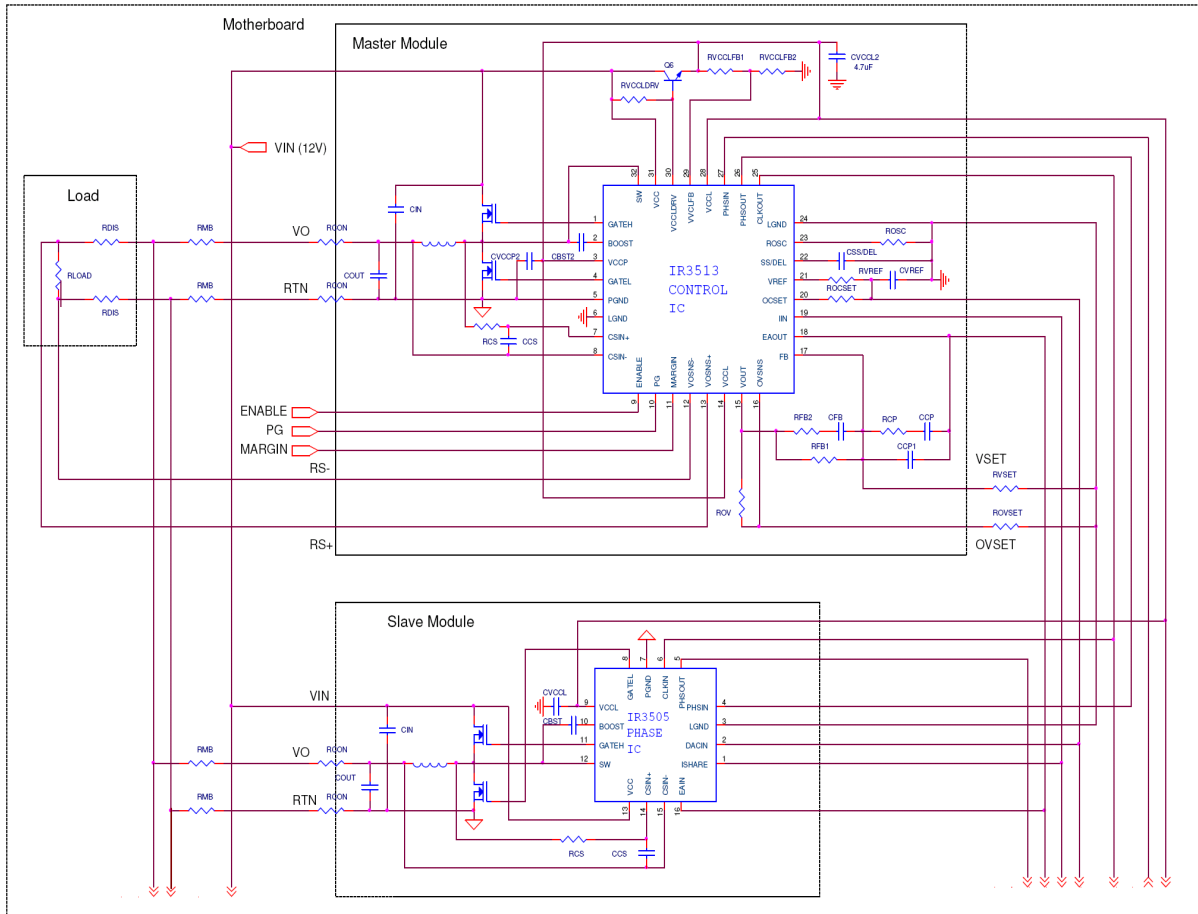 Motherboard
Master Module
Q6
RVCCLFB1
RVCCLFB2
CVCCL2
4.7uF
RVCCLDRV
VIN (12V)
Load
RDIS
RMB
VO
RCON
CIN
COUT
RLOAD
RDIS
RMB
RTN
RCON
CVCCP2
CBST2
RCS
CCS
32
31
30
29
28
27
26
25
SW
VCC
VCCLDRV
VVCLFB
VCCL
PHSIN
PHSOUT
CLKOUT
1
GATEH
2
BOOST
3
VCCP
4
GATEL
5
PGND
6
LGND
7
CSIN+
8
CSIN-
IR3513
CONTROL
IC
LGND
24
ROSC
23
SS/DEL
22
VREF
21
OCSET
20
IIN
19
EAOUT
18
FB
17
ROSC
CSS/DEL
RVREF
CVREF
ROCSET
ENABLE
PG
MARGIN
VOSNS-
VOSNS+
VCCL
VOUT
OVSNS
9
10
11
12
13
14
15
16
ENABLE
PG
MARGIN
RS-
RS+
RFB2
CFB
RCP
CCP
RFB1
CCP1
ROV
VSET
RVSET
ROVSET
OVSET
Slave Module
VIN
CIN
RMB
VO
RCON
COUT
RMB
RTN
RCON
CVCCL
CBST
RCS
CCS
8
7
6
5
GATEL
PGND
CLKIN
PHSOUT
9
VCCL
10
BOOST
11
GATEH
12
SW
IR3505
PHASE
IC
PHSIN
4
LGND
3
DACIN
2
ISHARE
1
VCC
CSIN+
CSIN-
EAIN
13
14
15
16